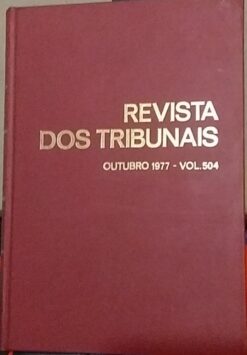 REVISTA
DOS TRIBUNAIS
OUTUBRO 1977 - VOL. 504